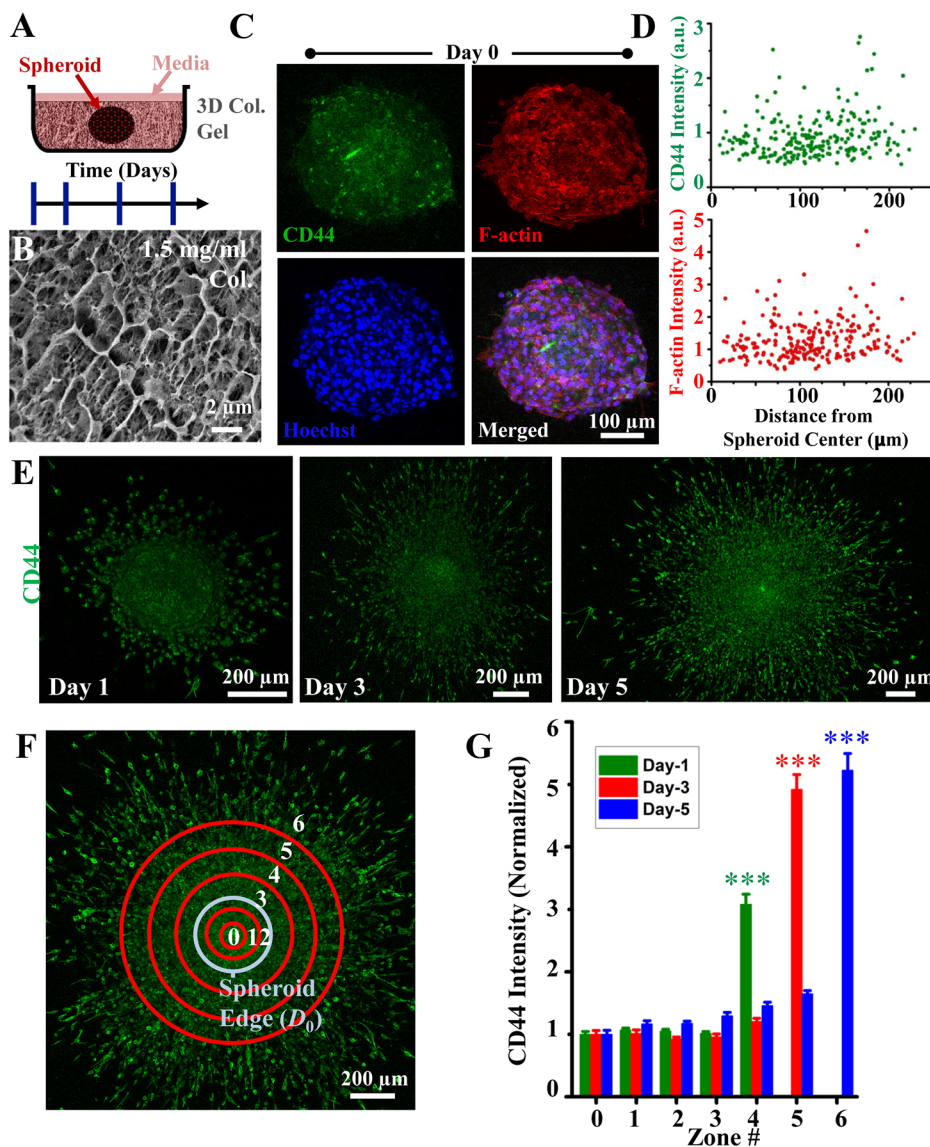 A
Spheroid
Media
3D Col.
Gel
Time (Days)
B
1.5 mg/ml
Col.
2 μm
C
Day 0
CD44
F-actin
Hoechst
Merged
100 μm
D
CD44 Intensity (a.u.)
3
2
1
0
0
100
200
F-actin Intensity (a.u.)
5
4
3
2
1
0
0
100
200
Distance from
Spheroid Center (μm)
E
CD44
Day 1
200 μm
Day 3
200 μm
Day 5
200 μm
F
6
5
4
3
0 1 2
Spheroid
Edge (D0)
200 μm
G
CD44 Intensity (Normalized)
6
5
4
3
2
1
0
Day-1
Day-3
Day-5
***
***
***
0 1 2 3 4 5 6
Zone #